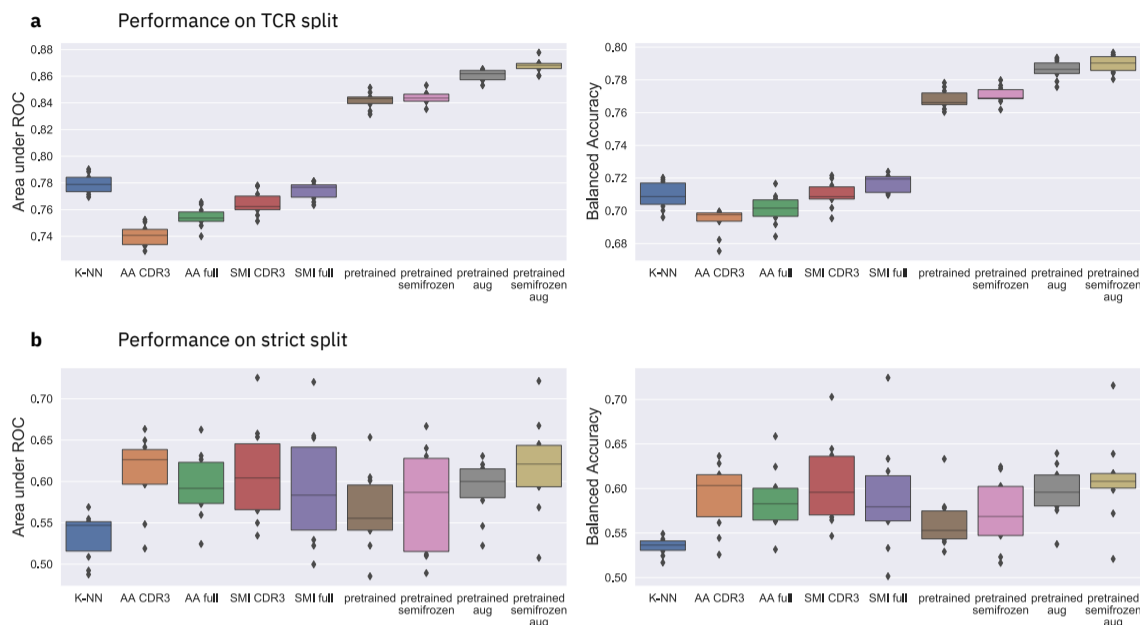 a Performance on TCR split
Area under ROC
0.88
0.86
0.84
0.82
0.80
0.78
0.76
0.74
K-NN AA CDR3 AA full SMI CDR3 SMI full pretrained pretrained semifrozen pretrained aug pretrained semifrozen aug
Balanced Accuracy
0.80
0.78
0.76
0.74
0.72
0.70
0.68
K-NN AA CDR3 AA full SMI CDR3 SMI full pretrained pretrained semifrozen pretrained aug pretrained semifrozen aug
b Performance on strict split
Area under ROC
0.70
0.65
0.60
0.55
0.50
K-NN AA CDR3 AA full SMI CDR3 SMI full pretrained pretrained semifrozen pretrained aug pretrained semifrozen aug
Balanced Accuracy
0.70
0.65
0.60
0.55
0.50
K-NN AA CDR3 AA full SMI CDR3 SMI full pretrained pretrained semifrozen pretrained aug pretrained semifrozen aug